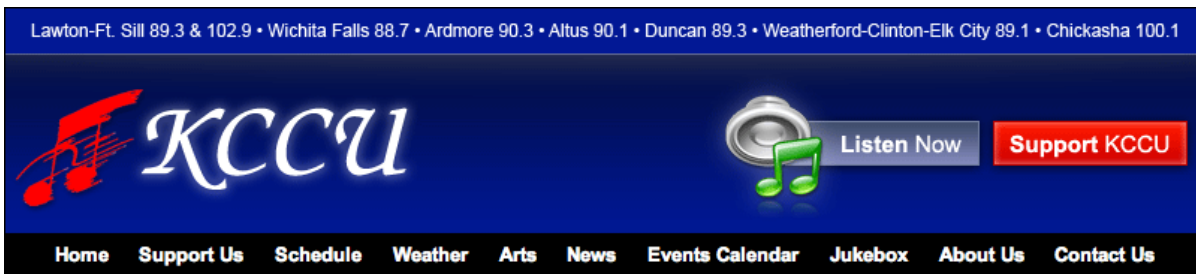 Lawton-Ft. Sill 89.3 & 102.9 • Wichita Falls 88.7 • Ardmore 90.3 • Altus 90.1 • Duncan 89.3 • Weatherford-Clinton-Elk City 89.1 • Chickasha 100.1
KCCU
Listen Now
Support KCCU
Home Support Us Schedule Weather Arts News Events Calendar Jukebox About Us Contact Us